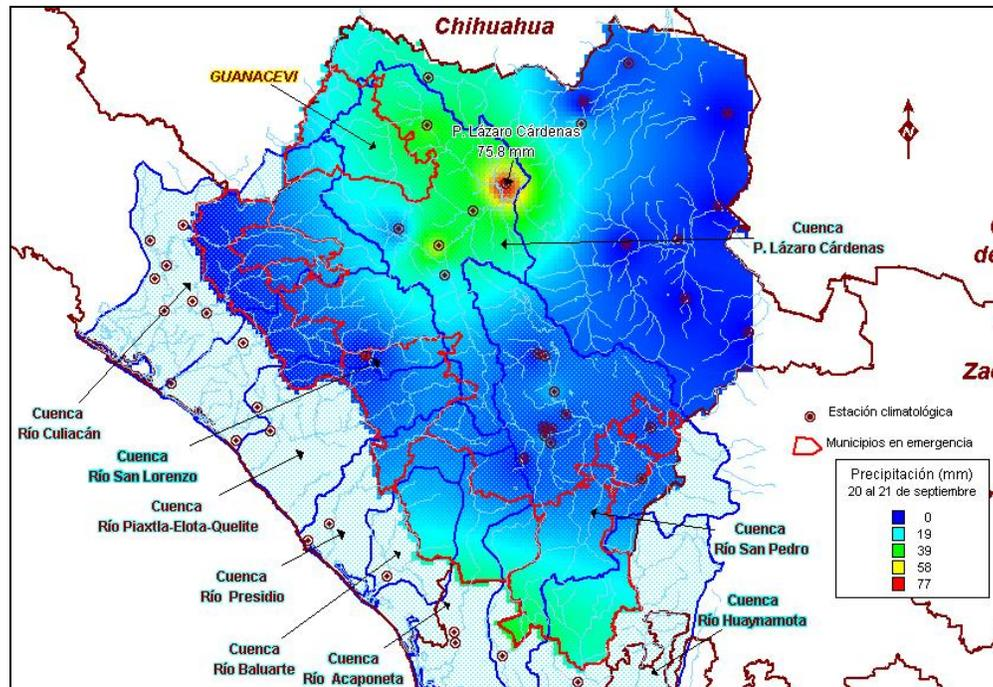 Chihuahua
GUANACEVI
P. Lázaro Cárdenas
75.8 mm
N
Cuenca
P. Lázaro Cárdenas
de
Zac
Cuenca
Río Culiacán
Cuenca
Río San Lorenzo
Cuenca
Río Piaxtla-Elota-Quelite
Cuenca
Río Presidio
Cuenca
Río Baluarte
Cuenca
Río Acaponeta
Cuenca
Río San Pedro
Cuenca
Río Huaynamota
Estación climatológica
Municipios en emergencia
Precipitación (mm)
20 al 21 de septiembre
0
19
39
58
77